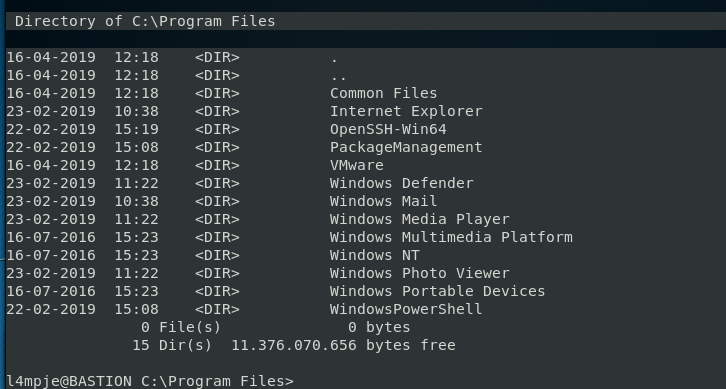 Directory of C:\Program Files
16-04-2019  12:18    <DIR>          .
16-04-2019  12:18    <DIR>          ..
16-04-2019  12:18    <DIR>          Common Files
23-02-2019  10:38    <DIR>          Internet Explorer
22-02-2019  15:19    <DIR>          OpenSSH-Win64
22-02-2019  15:08    <DIR>          PackageManagement
16-04-2019  12:18    <DIR>          VMware
23-02-2019  11:22    <DIR>          Windows Defender
23-02-2019  10:38    <DIR>          Windows Mail
23-02-2019  11:22    <DIR>          Windows Media Player
16-07-2016  15:23    <DIR>          Windows Multimedia Platform
16-07-2016  15:23    <DIR>          Windows NT
23-02-2019  11:22    <DIR>          Windows Photo Viewer
16-07-2016  15:23    <DIR>          Windows Portable Devices
22-02-2019  15:08    <DIR>          WindowsPowerShell
               0 File(s)              0 bytes
              15 Dir(s)  11.376.070.656 bytes free
l4mpje@BASTION C:\Program Files>